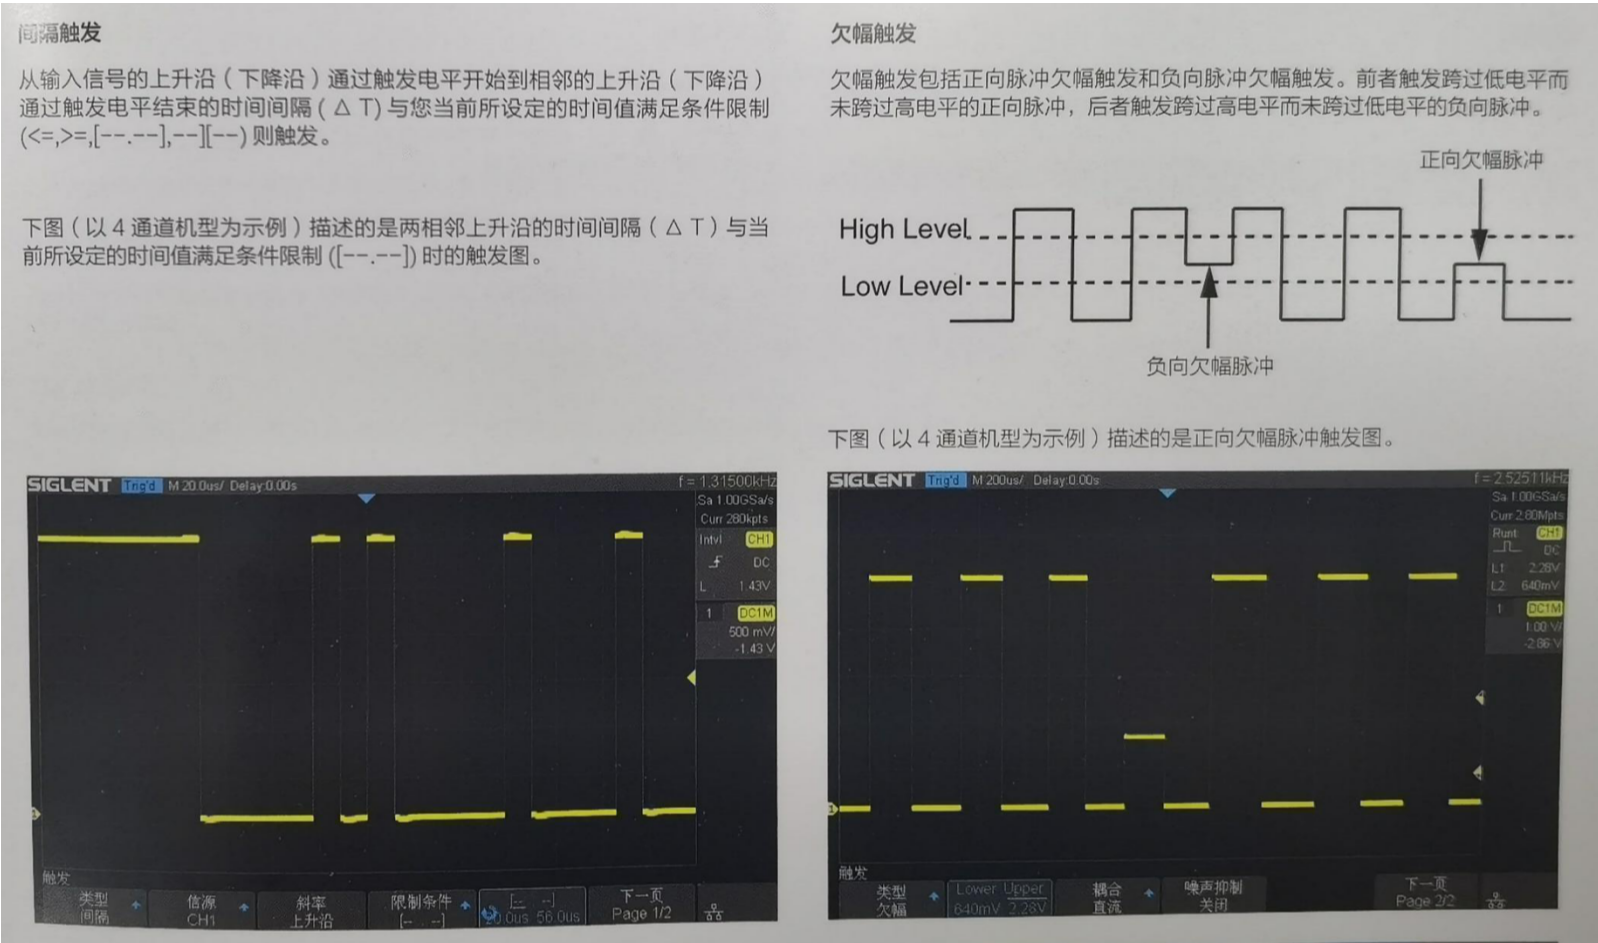 间隔触发
从输入信号的上升沿（下降沿）通过触发电平开始到相邻的上升沿（下降沿）
通过触发电平结束的时间间隔（△ T) 与您当前所设定的时间值满足条件限制
(<=,>=,[--.--],--][--) 则触发。
下图（以 4 通道机型为示例）描述的是两相邻上升沿的时间间隔（△ T）与当
前所设定的时间值满足条件限制 ([--.--]) 时的触发图。
SIGLENT Trig'd M 20.0us/ Delay:0.00s
f = 1.31500kHz
Sa 1.00GSa/s
Curr 280kpts
Intvl CH1
DC
L 1.43V
1 DC1M
500 mV/
-1.43 V
1
触发
类型
间隔
信源
CH1
斜率
上升沿
限制条件
[-- --]
[-- --]
20.0us 56.0us
下一页
Page 1/2
欠幅触发
欠幅触发包括正向脉冲欠幅触发和负向脉冲欠幅触发。前者触发跨过低电平而
未跨过高电平的正向脉冲，后者触发跨过高电平而未跨过低电平的负向脉冲。
正向欠幅脉冲
High Level
Low Level
负向欠幅脉冲
下图（以 4 通道机型为示例）描述的是正向欠幅脉冲触发图。
SIGLENT Trig'd M 200us/ Delay:0.00s
f = 2.52511kHz
Sa 1.00GSa/s
Curr 2.80Mpts
Runt CH1
DC
L1 2.28V
L2 640mV
1 DC1M
1.00 V/
-2.86 V
1
触发
类型
欠幅
Lower Upper
640mV 2.28V
耦合
直流
噪声抑制
关闭
下一页
Page 2/2